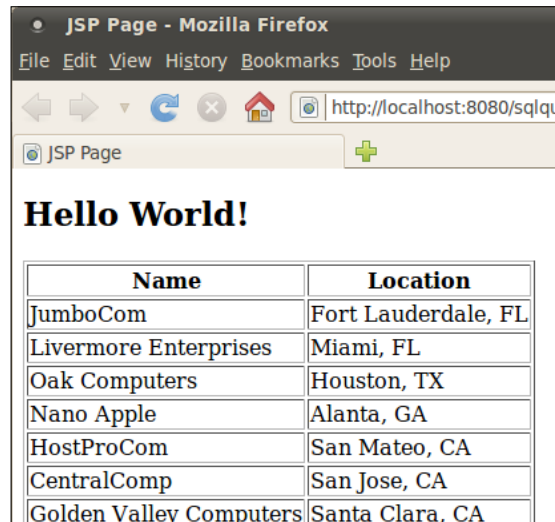 JSP Page - Mozilla Firefox
File Edit View History Bookmarks Tools Help
http://localhost:8080/sqlqu
JSP Page
Hello World!
Name Location
JumboCom Fort Lauderdale, FL
Livermore Enterprises Miami, FL
Oak Computers Houston, TX
Nano Apple Alanta, GA
HostProCom San Mateo, CA
CentralComp San Jose, CA
Golden Valley Computers Santa Clara, CA